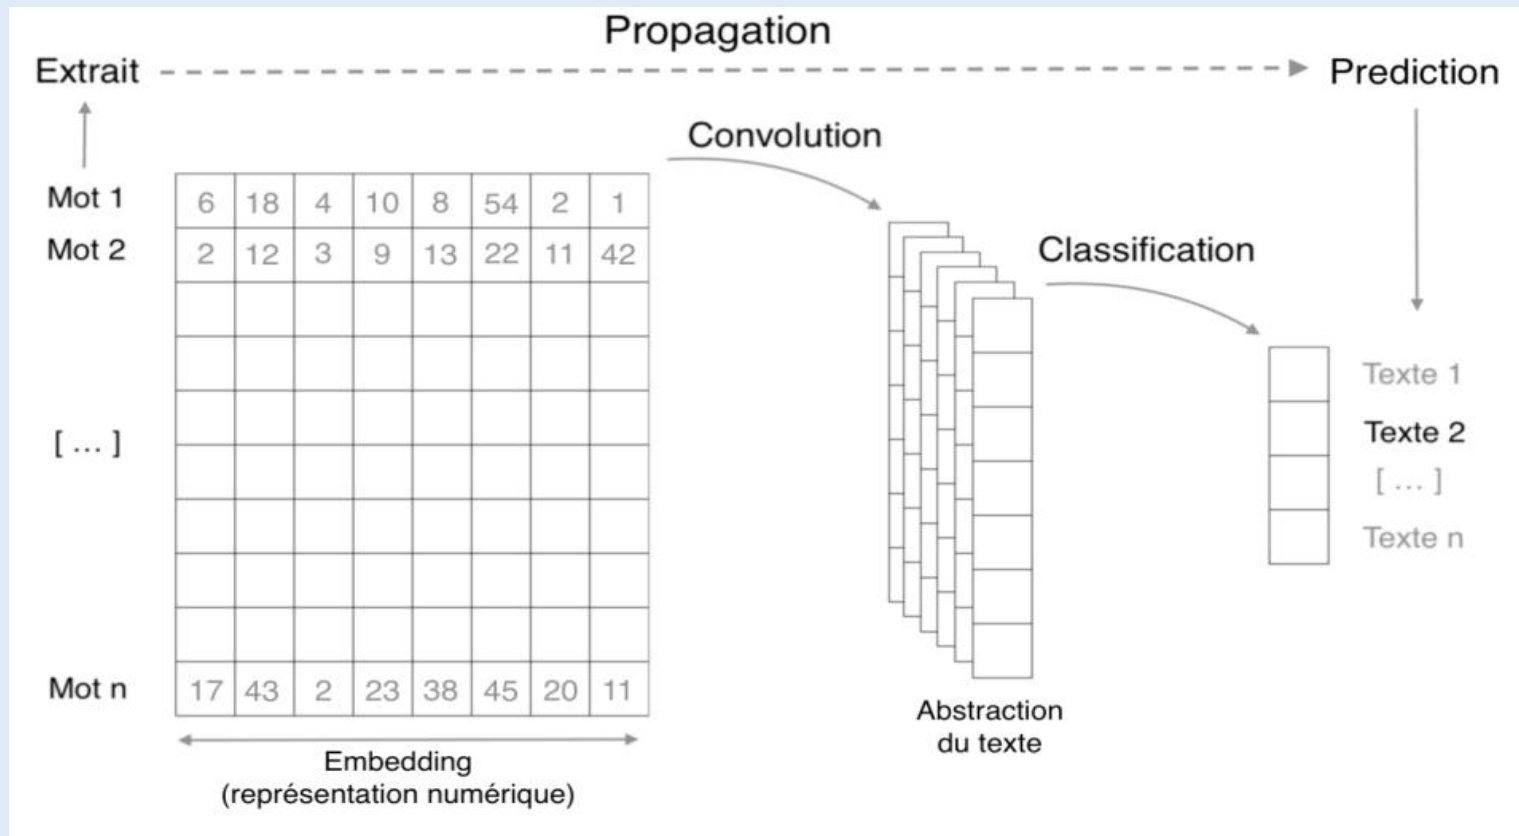 Propagation
Extrait
Prediction
Convolution
Mot 1 6 18 4 10 8 54 2 1
Mot 2 2 12 3 9 13 22 11 42
Classification
Texte 1
Texte 2
[ ... ]
[ ... ]
Texte n
Mot n 17 43 2 23 38 45 20 11
Abstraction
du texte
Embedding
(représentation numérique)